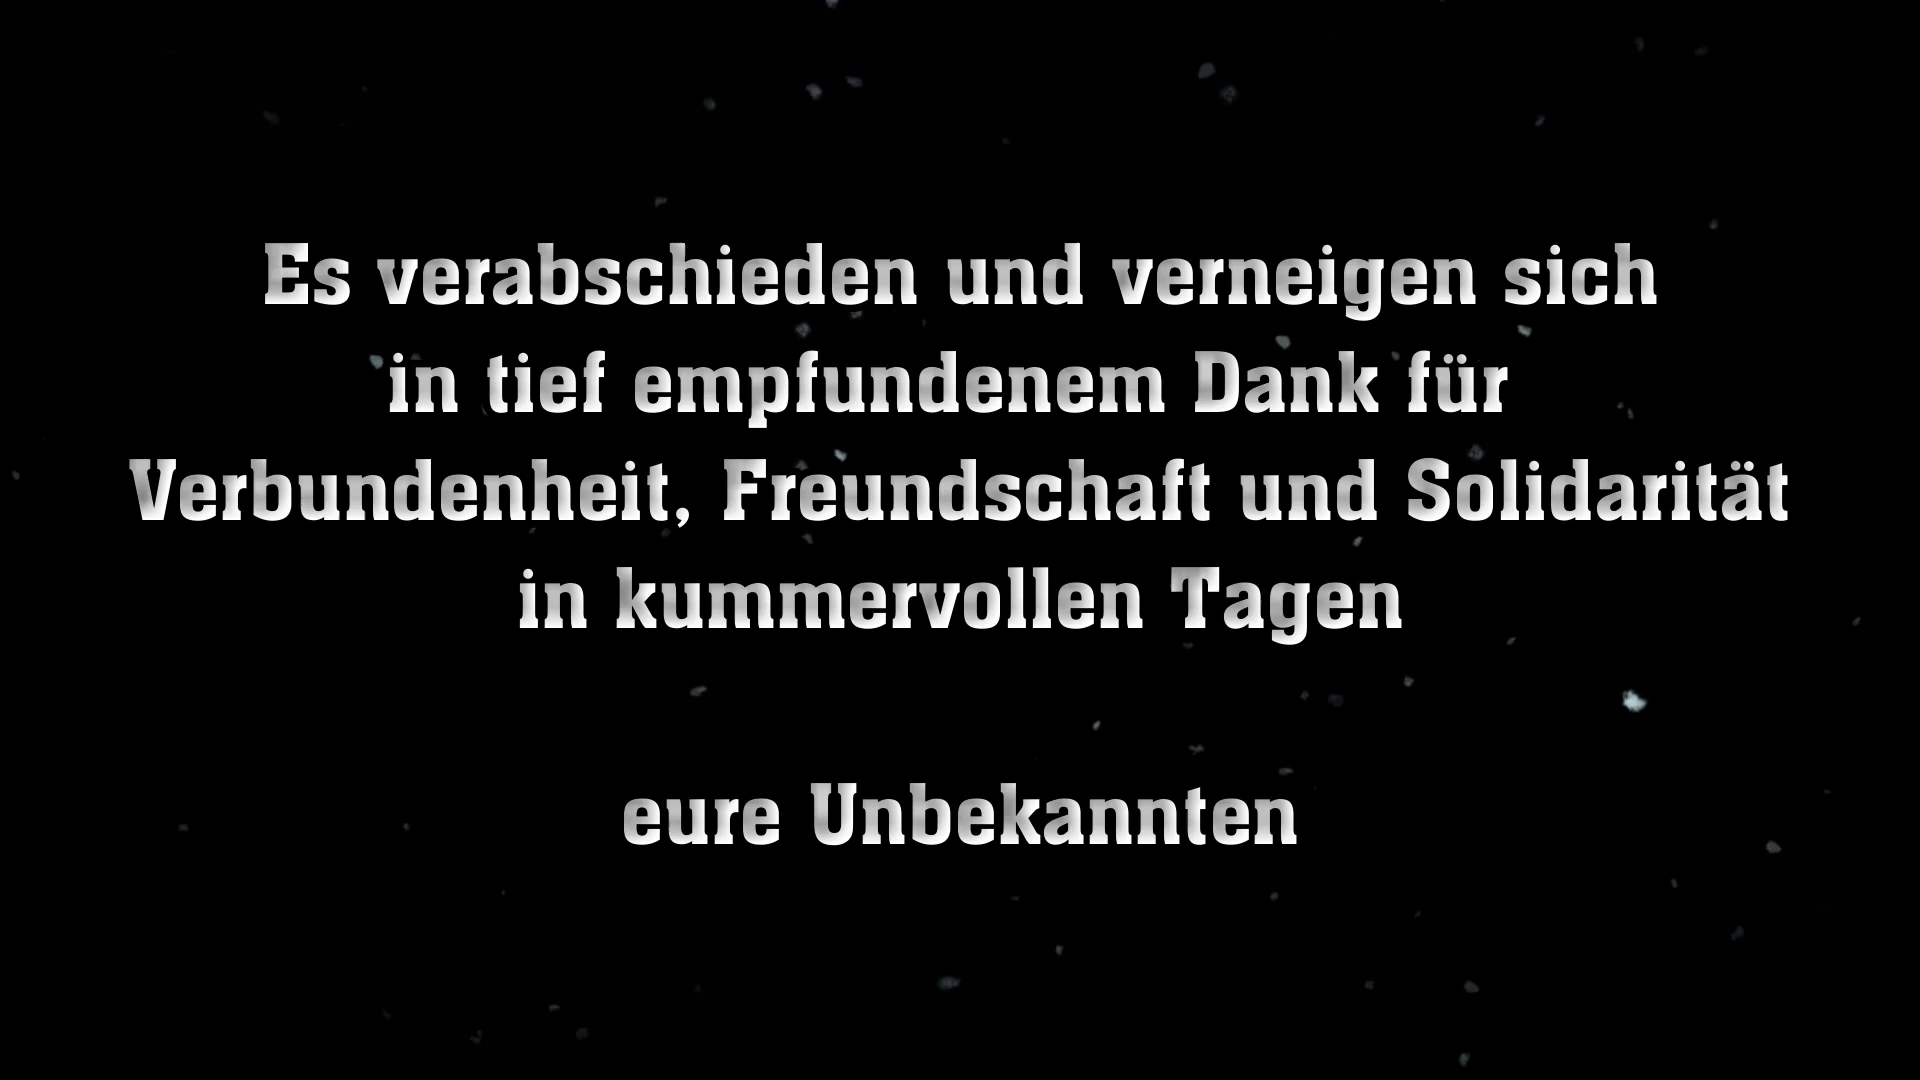 Es verabschieden und verneigen sich
in tief empfundenem Dank für
Verbundenheit, Freundschaft und Solidarität
in kummervollen Tagen
eure Unbekannten